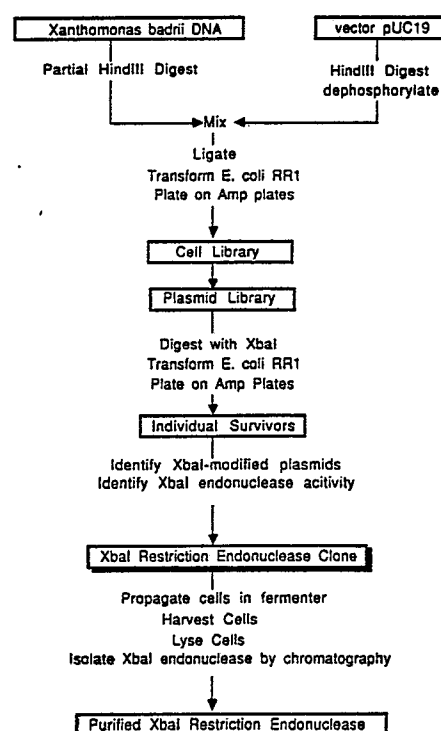 Xanthomonas badrii DNA
vector pUC19
Partial HindIII Digest
HindIII Digest
dephosphorylate
Mix
Ligate
Transform E. coli RR1
Plate on Amp plates
Cell Library
Plasmid Library
Digest with XbaI
Transform E. coli RR1
Plate on Amp Plates
Individual Survivors
Identify XbaI-modified plasmids
Identify XbaI endonuclease acitivity
XbaI Restriction Endonuclease Clone
Propagate cells in fermenter
Harvest Cells
Lyse Cells
Isolate XbaI endonuclease by chromatography
Purified XbaI Restriction Endonuclease